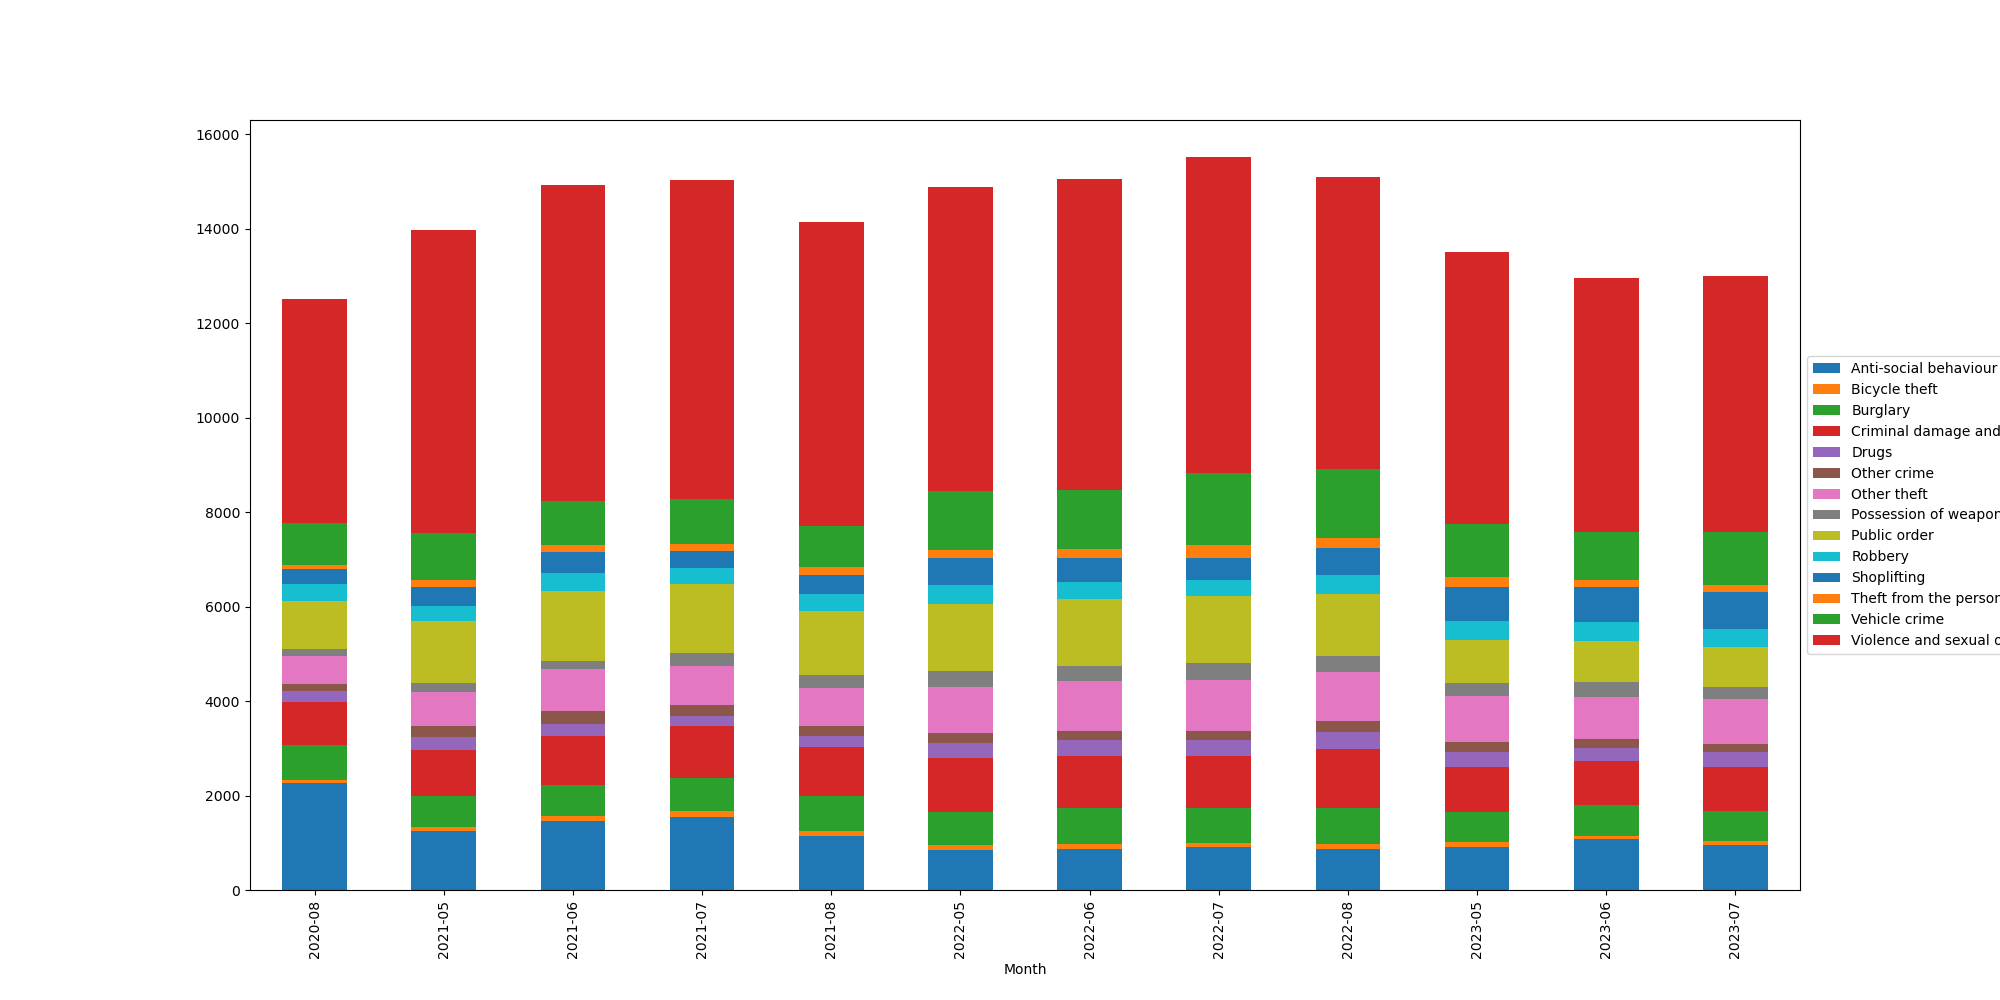 16000
14000
12000
10000
8000
6000
4000
2000
0
2020-08
2021-05
2021-06
2021-07
2021-08
2022-05
2022-06
2022-07
2022-08
2023-05
2023-06
2023-07
Month
Anti-social behaviour
Bicycle theft
Burglary
Criminal damage and
Drugs
Other crime
Other theft
Possession of weapon
Public order
Robbery
Shoplifting
Theft from the person
Vehicle crime
Violence and sexual